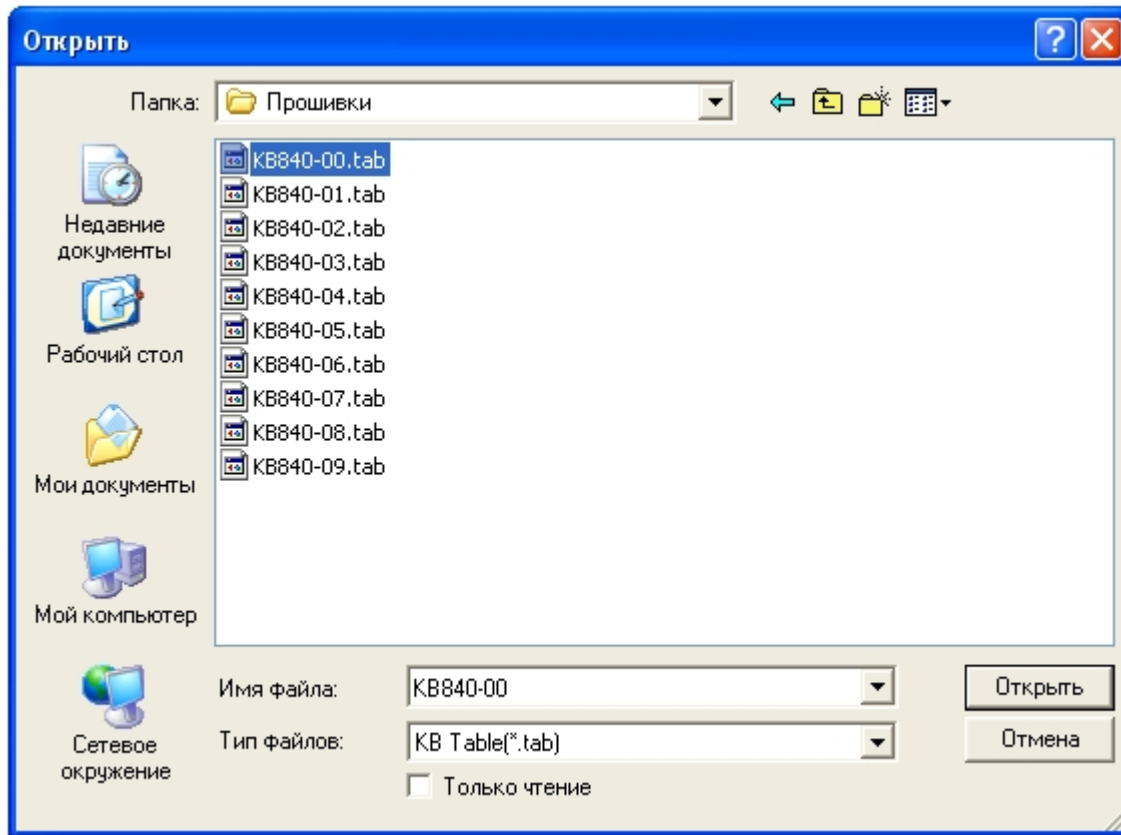 Открыть
Папка: Прошивки
KB840-00.tab
KB840-01.tab
KB840-02.tab
KB840-03.tab
KB840-04.tab
KB840-05.tab
KB840-06.tab
KB840-07.tab
KB840-08.tab
KB840-09.tab
Недавние
документы
Рабочий стол
Мои документы
Мой компьютер
Сетевое
окружение
Имя файла: KB840-00 Открыть
Тип файлов: KB Table(*.tab) Отмена
Только чтение